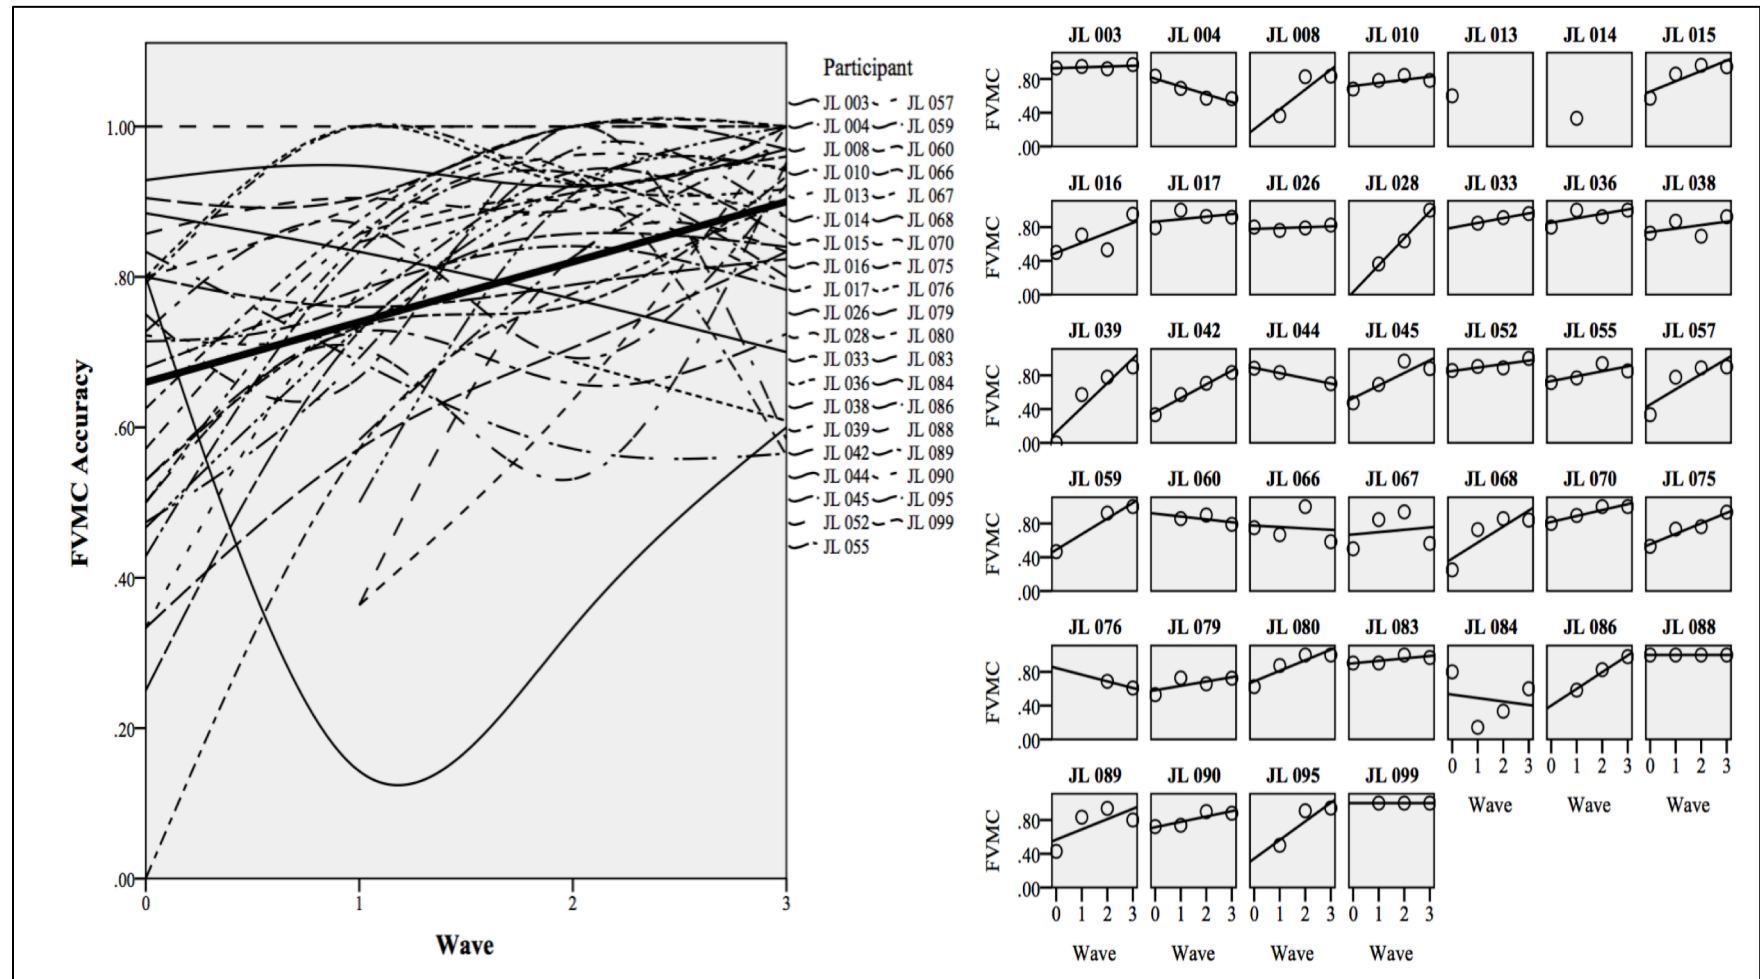 Participant
JL 003 JL 057
JL 004 JL 059
JL 008 JL 060
JL 010 JL 066
JL 013 JL 067
JL 014 JL 068
JL 015 JL 070
JL 016 JL 075
JL 017 JL 076
JL 026 JL 079
JL 028 JL 080
JL 033 JL 083
JL 036 JL 084
JL 038 JL 086
JL 039 JL 088
JL 042 JL 089
JL 044 JL 090
JL 045 JL 095
JL 052 JL 099
JL 055
FVMC Accuracy
1.00
.80
.60
.40
.20
.00
0 1 2 3
Wave
JL 003 JL 004 JL 008 JL 010 JL 013 JL 014 JL 015
FVMC
.80
.40
.00
JL 016 JL 017 JL 026 JL 028 JL 033 JL 036 JL 038
FVMC
.80
.40
.00
JL 039 JL 042 JL 044 JL 045 JL 052 JL 055 JL 057
FVMC
.80
.40
.00
JL 059 JL 060 JL 066 JL 067 JL 068 JL 070 JL 075
FVMC
.80
.40
.00
JL 076 JL 079 JL 080 JL 083 JL 084 JL 086 JL 088
FVMC
.80
.40
.00
0 1 2 3 0 1 2 3 0 1 2 3
Wave Wave Wave
JL 089 JL 090 JL 095 JL 099
FVMC
.80
.40
.00
0 1 2 3 0 1 2 3 0 1 2 3 0 1 2 3
Wave Wave Wave Wave